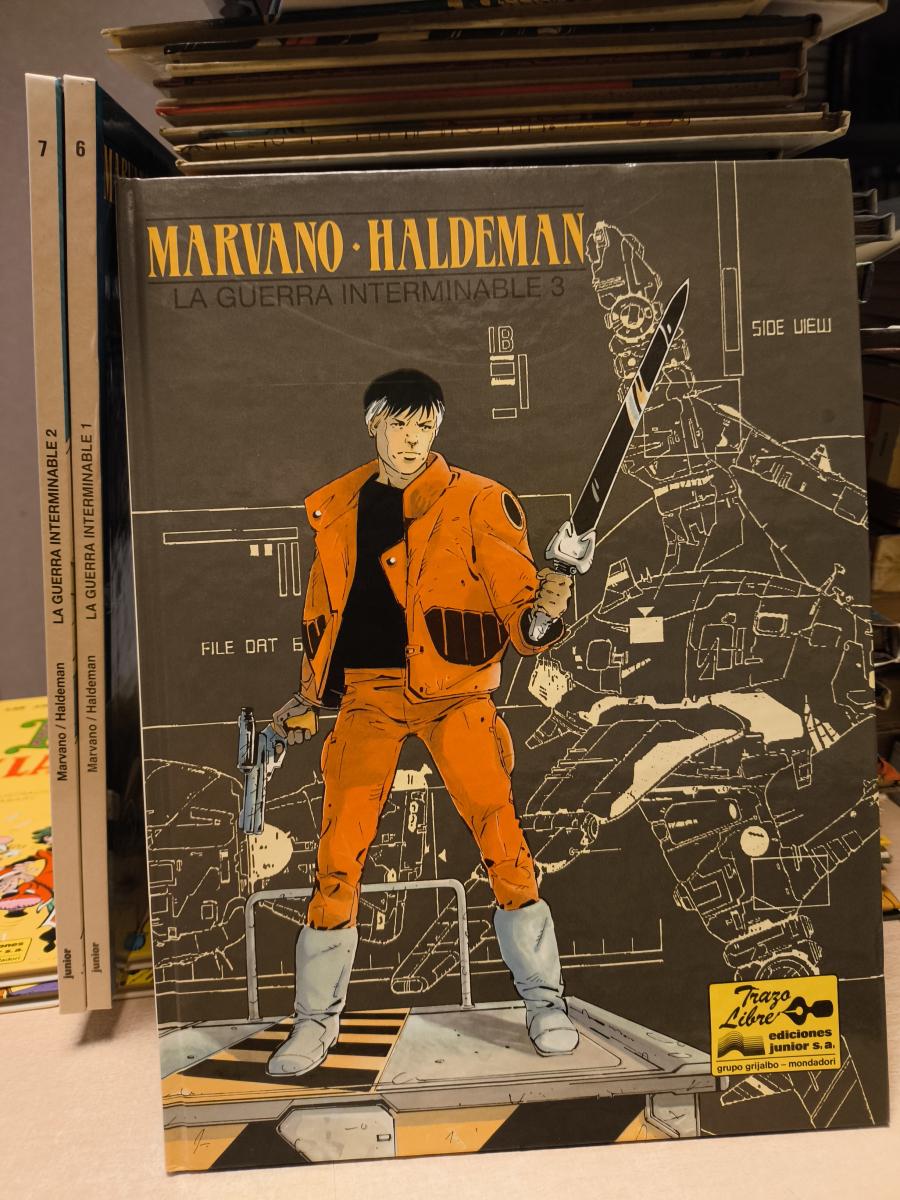 7
6
LA GUERRA INTERMINABLE 2
LA GUERRA INTERMINABLE 1
Marvano / Haldeman
Marvano / Haldeman
junior
junior
MARVANO · HALDEMAN
LA GUERRA INTERMINABLE 3
IB
SIDE VIEW
FILE DAT 6
Trazo
Libre
ediciones
junior s.a.
grupo grijalbo – mondadori